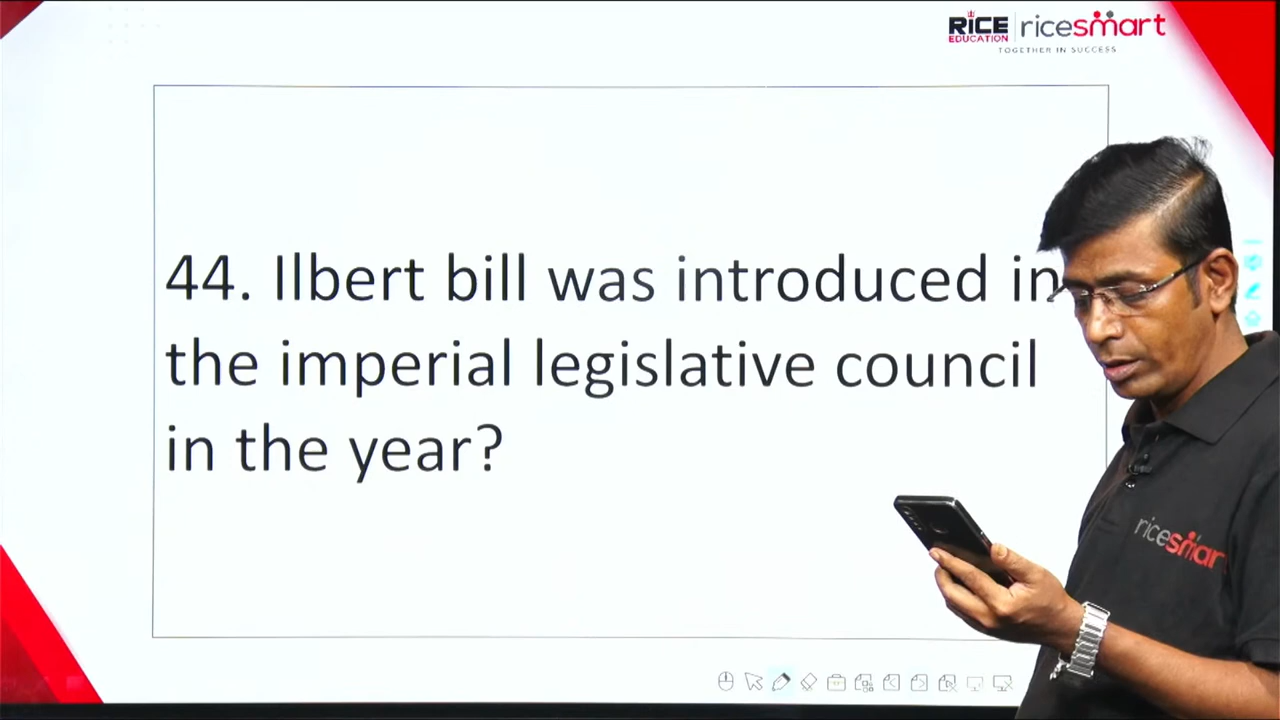 RICE
EDUCATION
ricesmart
TOGETHER IN SUCCESS
44. Ilbert bill was introduced in
the imperial legislative council
in the year?
ricesmart